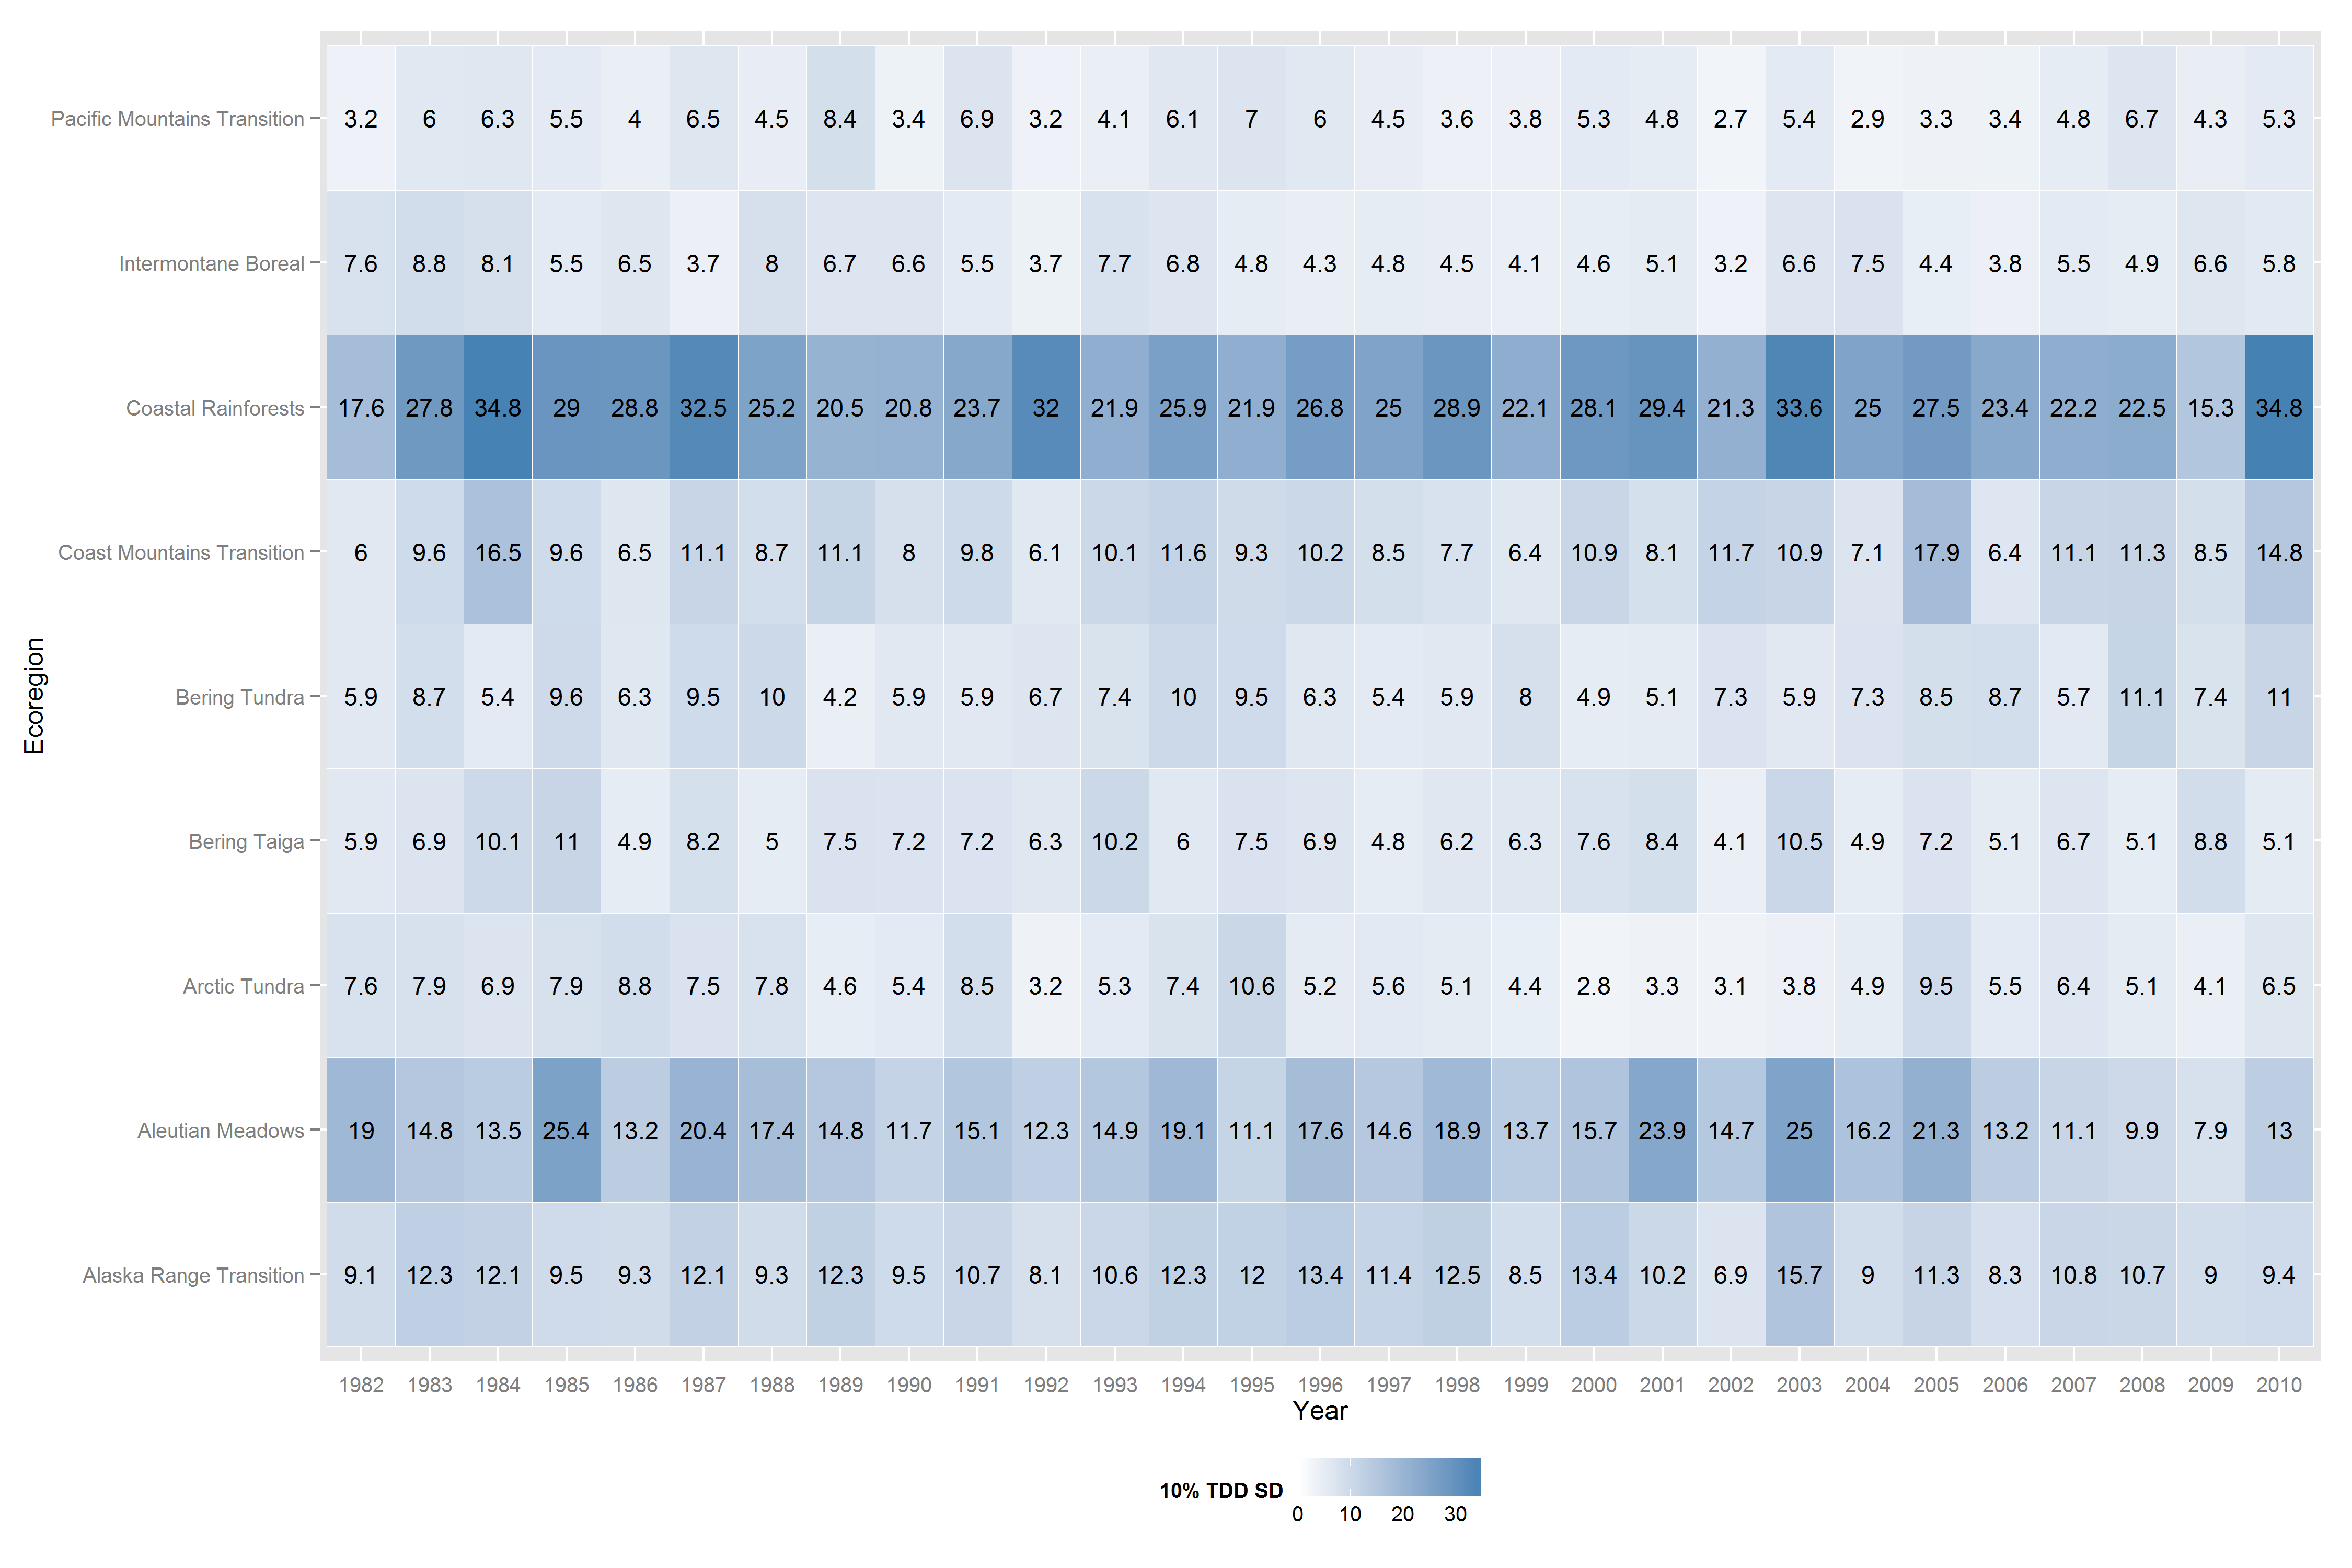 Pacific Mountains Transition 3.2 6 6.3 5.5 4 6.5 4.5 8.4 3.4 6.9 3.2 4.1 6.1 7 6 4.5 3.6 3.8 5.3 4.8 2.7 5.4 2.9 3.3 3.4 4.8 6.7 4.3 5.3
Intermontane Boreal 7.6 8.8 8.1 5.5 6.5 3.7 8 6.7 6.6 5.5 3.7 7.7 6.8 4.8 4.3 4.8 4.5 4.1 4.6 5.1 3.2 6.6 7.5 4.4 3.8 5.5 4.9 6.6 5.8
Coastal Rainforests 17.6 27.8 34.8 29 28.8 32.5 25.2 20.5 20.8 23.7 32 21.9 25.9 21.9 26.8 25 28.9 22.1 28.1 29.4 21.3 33.6 25 27.5 23.4 22.2 22.5 15.3 34.8
Coast Mountains Transition 6 9.6 16.5 9.6 6.5 11.1 8.7 11.1 8 9.8 6.1 10.1 11.6 9.3 10.2 8.5 7.7 6.4 10.9 8.1 11.7 10.9 7.1 17.9 6.4 11.1 11.3 8.5 14.8
Ecoregion
Bering Tundra 5.9 8.7 5.4 9.6 6.3 9.5 10 4.2 5.9 5.9 6.7 7.4 10 9.5 6.3 5.4 5.9 8 4.9 5.1 7.3 5.9 7.3 8.5 8.7 5.7 11.1 7.4 11
Bering Taiga 5.9 6.9 10.1 11 4.9 8.2 5 7.5 7.2 7.2 6.3 10.2 6 7.5 6.9 4.8 6.2 6.3 7.6 8.4 4.1 10.5 4.9 7.2 5.1 6.7 5.1 8.8 5.1
Arctic Tundra 7.6 7.9 6.9 7.9 8.8 7.5 7.8 4.6 5.4 8.5 3.2 5.3 7.4 10.6 5.2 5.6 5.1 4.4 2.8 3.3 3.1 3.8 4.9 9.5 5.5 6.4 5.1 4.1 6.5
Aleutian Meadows 19 14.8 13.5 25.4 13.2 20.4 17.4 14.8 11.7 15.1 12.3 14.9 19.1 11.1 17.6 14.6 18.9 13.7 15.7 23.9 14.7 25 16.2 21.3 13.2 11.1 9.9 7.9 13
Alaska Range Transition 9.1 12.3 12.1 9.5 9.3 12.1 9.3 12.3 9.5 10.7 8.1 10.6 12.3 12 13.4 11.4 12.5 8.5 13.4 10.2 6.9 15.7 9 11.3 8.3 10.8 10.7 9 9.4
1982 1983 1984 1985 1986 1987 1988 1989 1990 1991 1992 1993 1994 1995 1996 1997 1998 1999 2000 2001 2002 2003 2004 2005 2006 2007 2008 2009 2010
Year
10% TDD SD
0 10 20 30